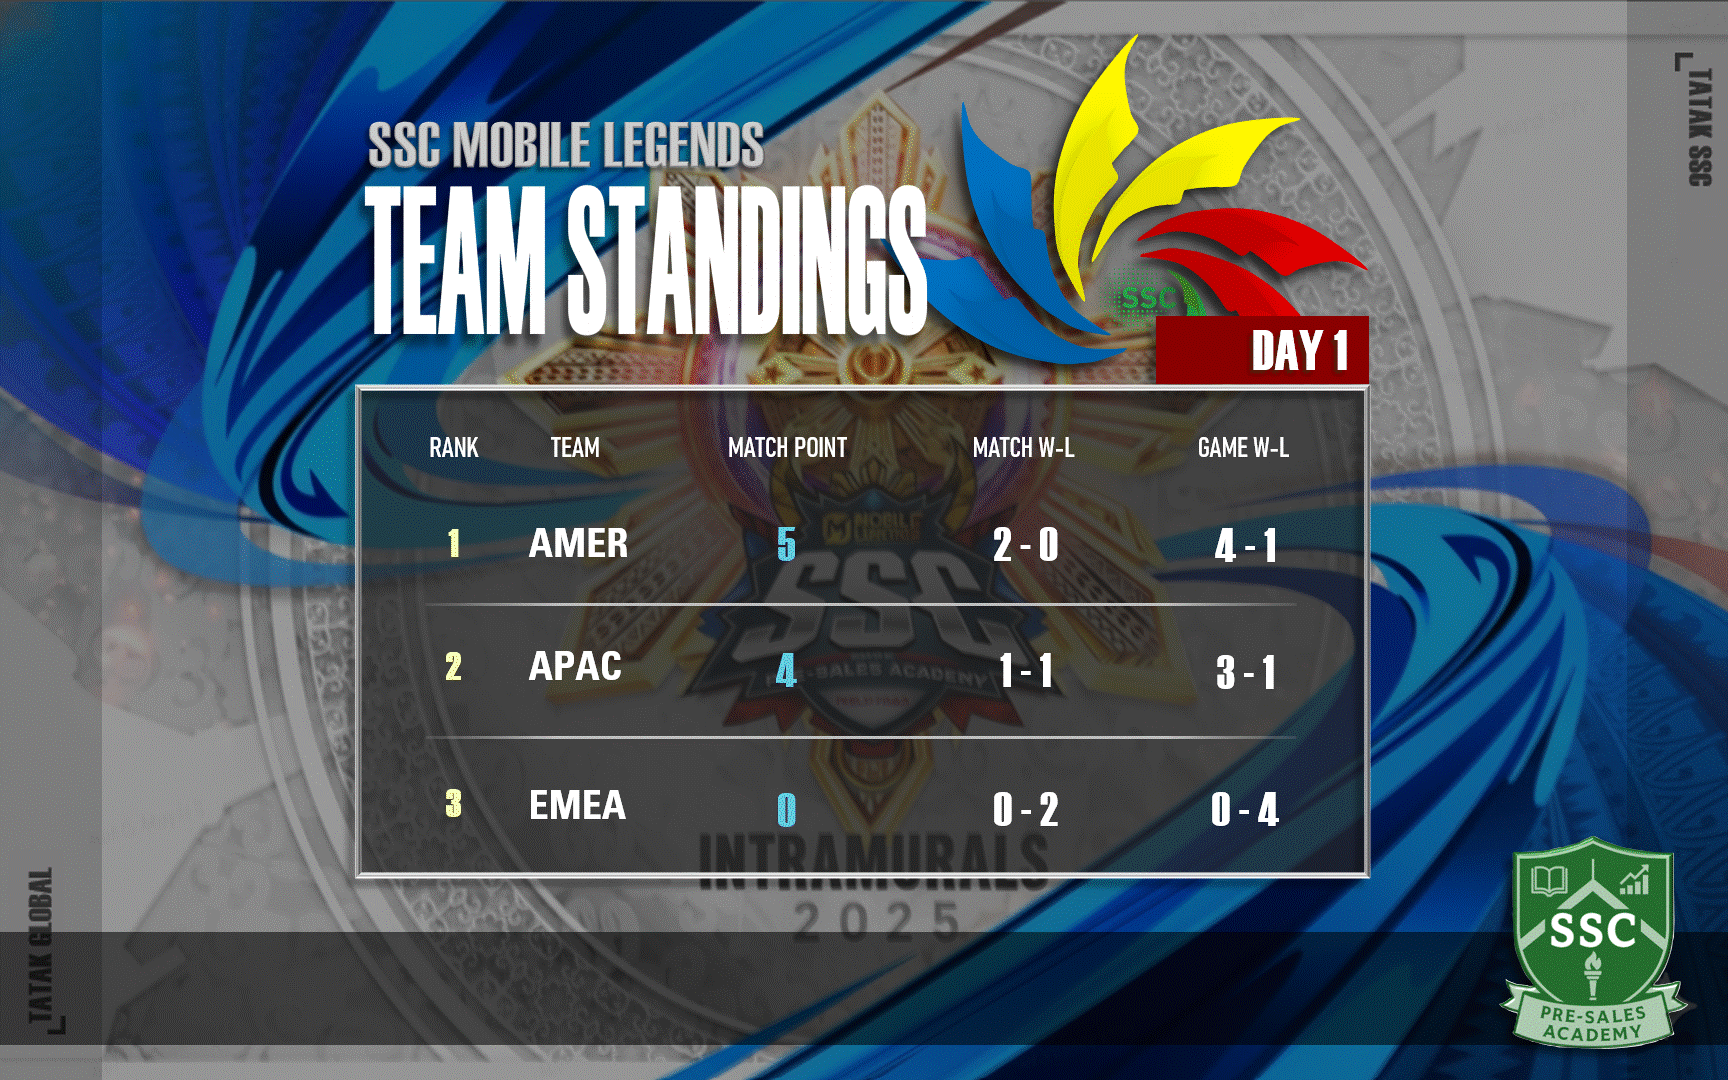 TATAK SSC
SSC MOBILE LEGENDS
TEAM STANDINGS
SSC
DAY 1
RANK TEAM MATCH POINT MATCH W-L GAME W-L
1 AMER 5 2 - 0 4 - 1
MOBILE
LEGENDS
SSC
2 APAC 4 1 - 1 3 - 1
PRE-SALES ACADEMY
3 EMEA 0 0 - 2 0 - 4
INTRAMURALS
2025
TATAK GLOBAL
SSC
PRE-SALES
ACADEMY